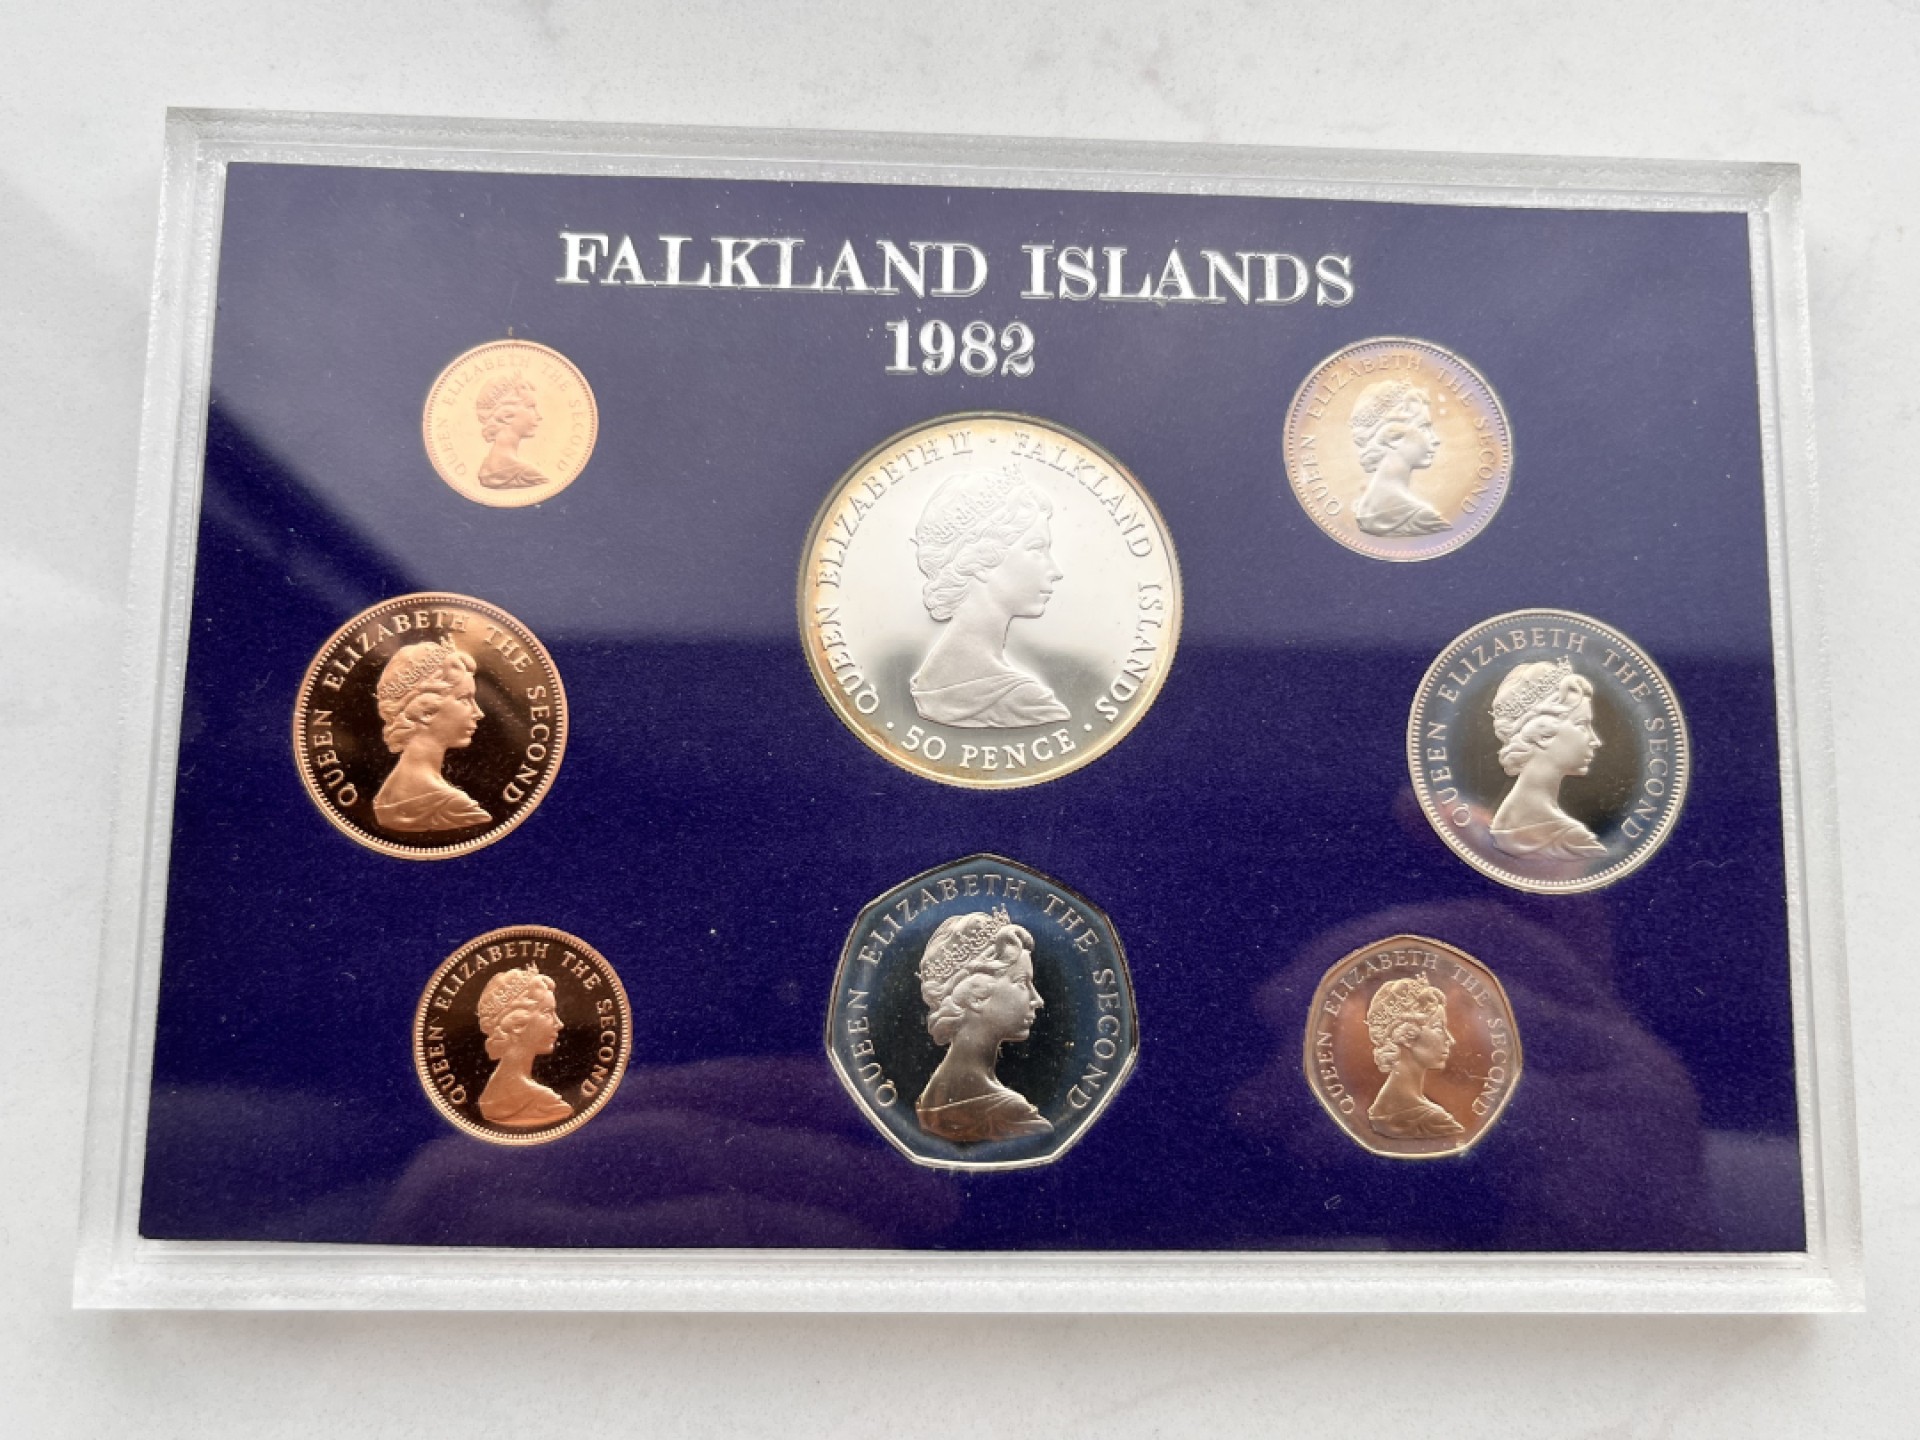 FALKLAND ISLANDS
1982
QUEEN ELIZABETH THE SECOND
QUEEN ELIZABETH II · FALKLAND ISLANDS
· 50 PENCE ·
QUEEN ELIZABETH THE SECOND
QUEEN ELIZABETH THE SECOND
QUEEN ELIZABETH THE SECOND
QUEEN ELIZABETH THE SECOND
QUEEN ELIZABETH THE SECOND
QUEEN ELIZABETH THE SECOND